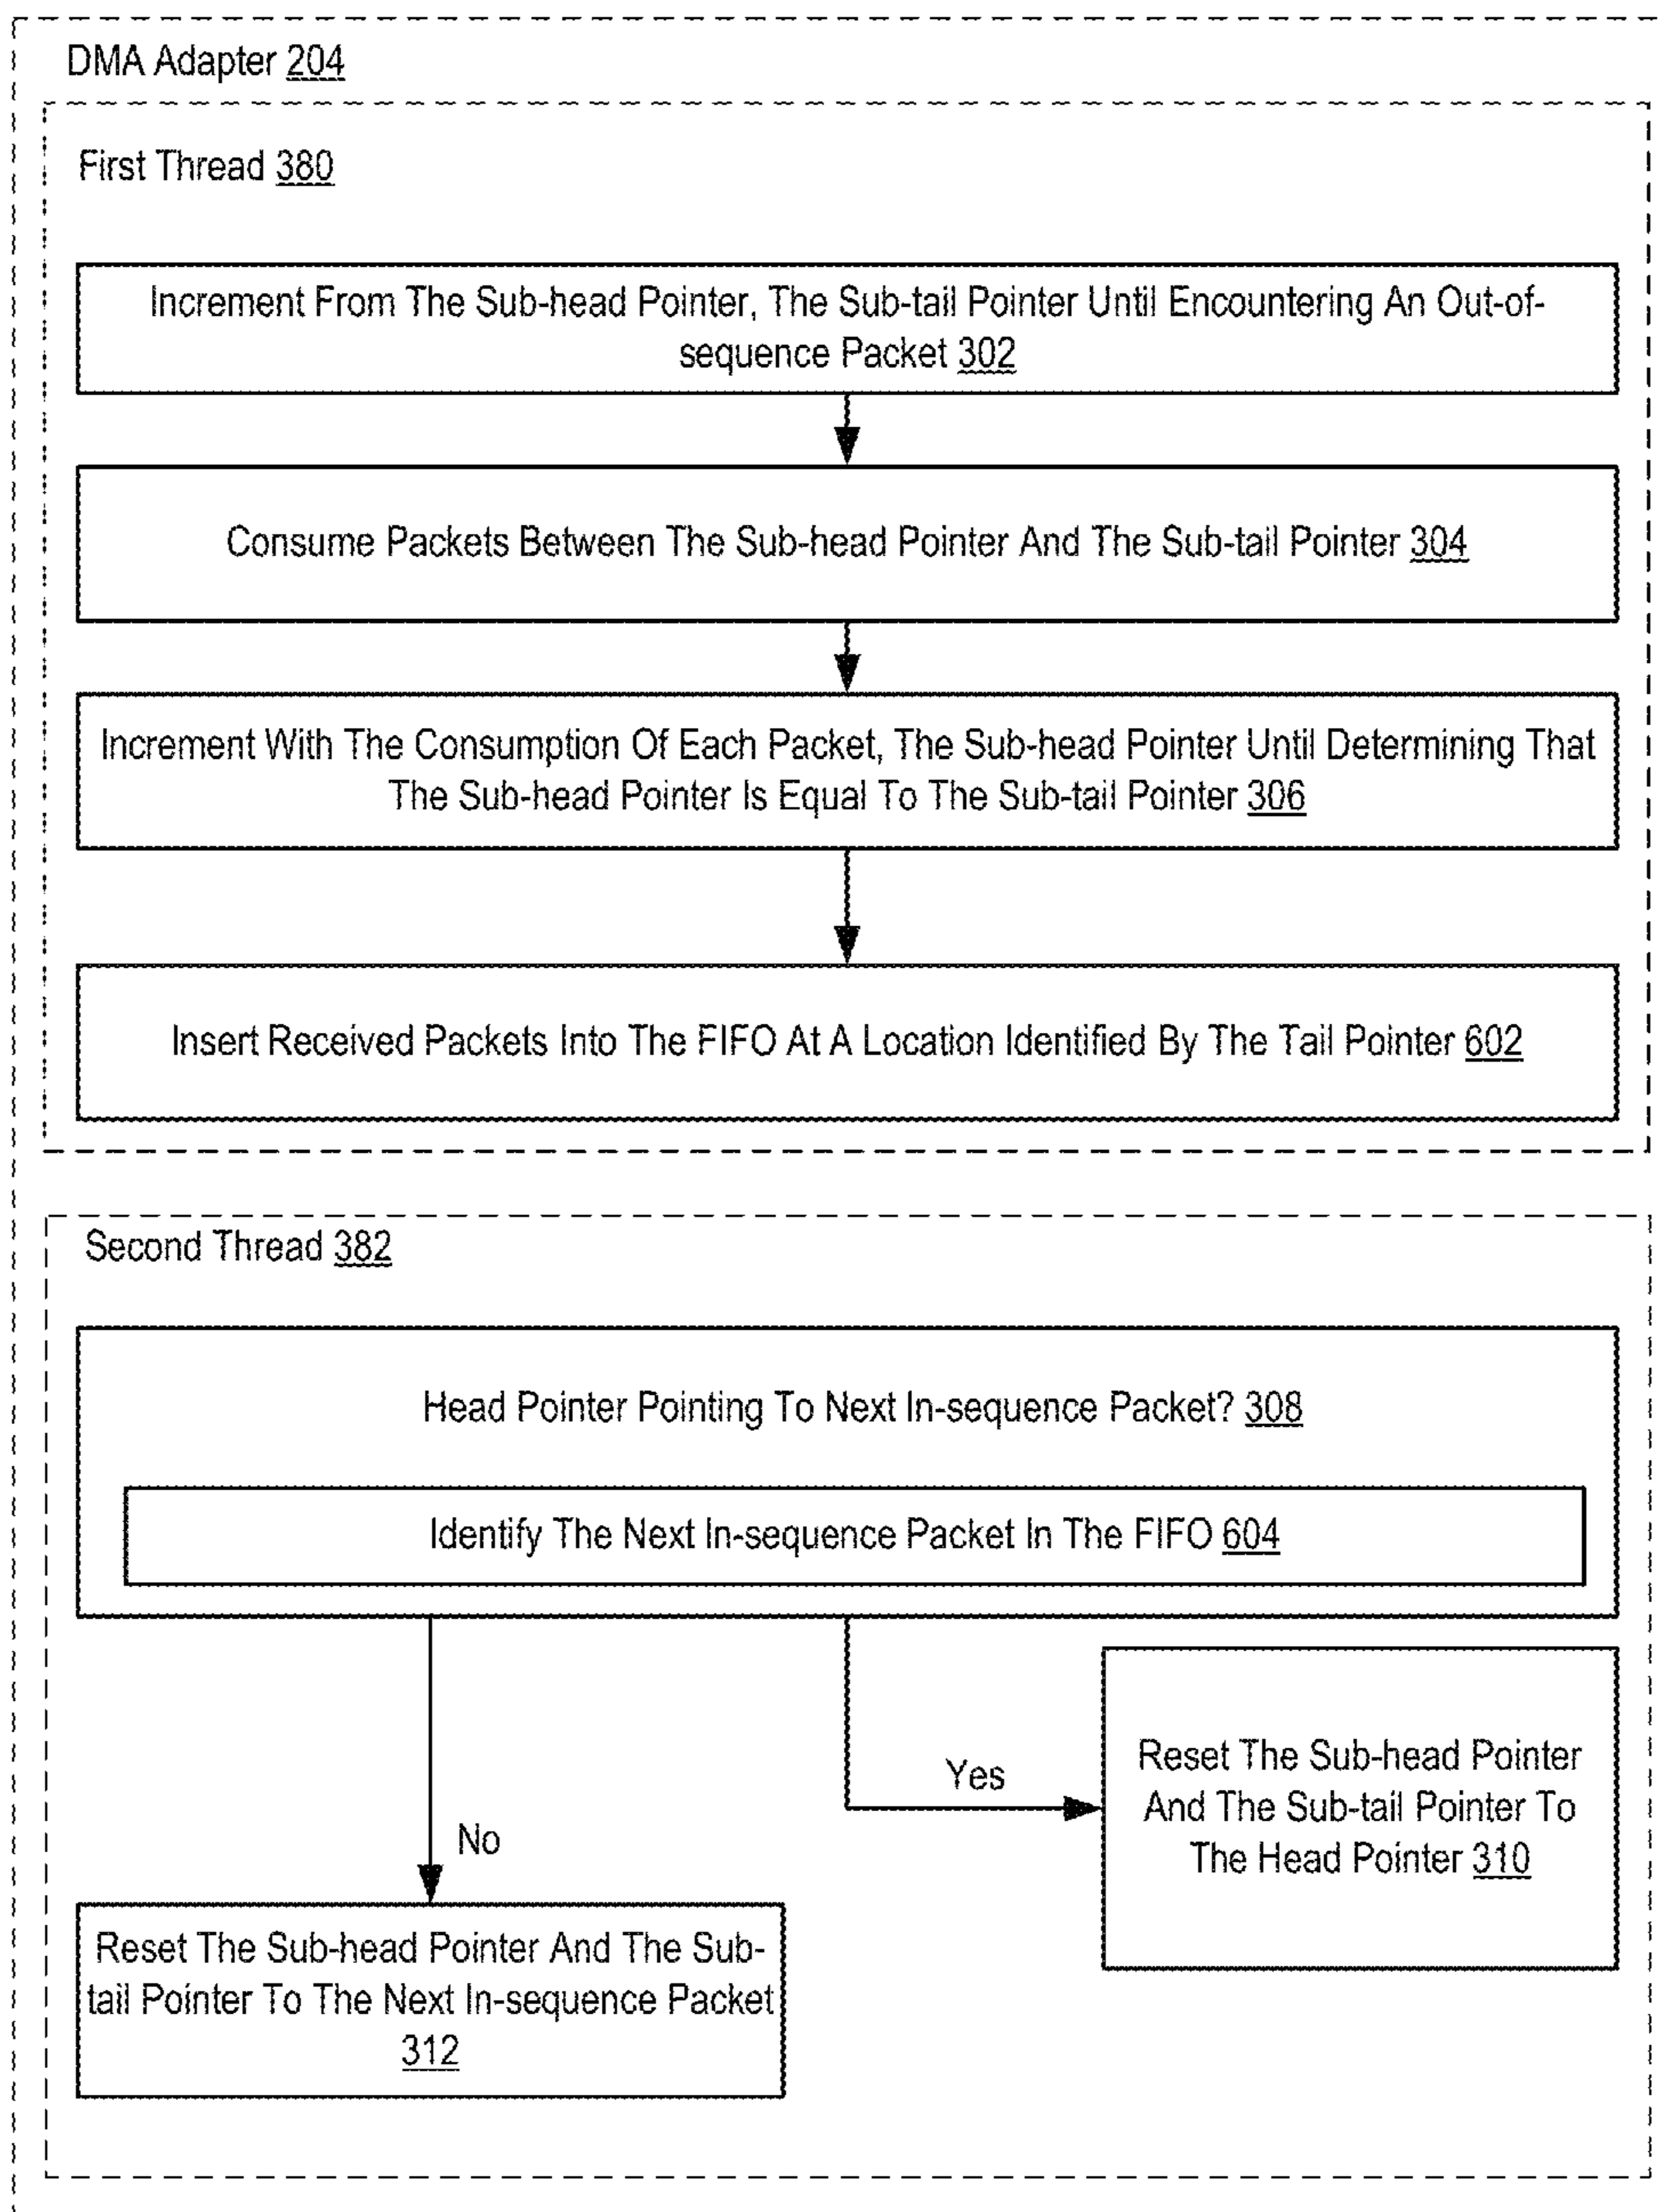 DMA Adapter 204
First Thread 380
Increment From The Sub-head Pointer, The Sub-tail Pointer Until Encountering An Out-of-
sequence Packet 302
Consume Packets Between The Sub-head Pointer And The Sub-tail Pointer 304
Increment With The Consumption Of Each Packet, The Sub-head Pointer Until Determining That
The Sub-head Pointer Is Equal To The Sub-tail Pointer 306
Insert Received Packets Into The FIFO At A Location Identified By The Tail Pointer 602
Second Thread 382
Head Pointer Pointing To Next In-sequence Packet? 308
Identify The Next In-sequence Packet In The FIFO 604
Yes
Reset The Sub-head Pointer
And The Sub-tail Pointer To
The Head Pointer 310
No
Reset The Sub-head Pointer And The Sub-
tail Pointer To The Next In-sequence Packet
312